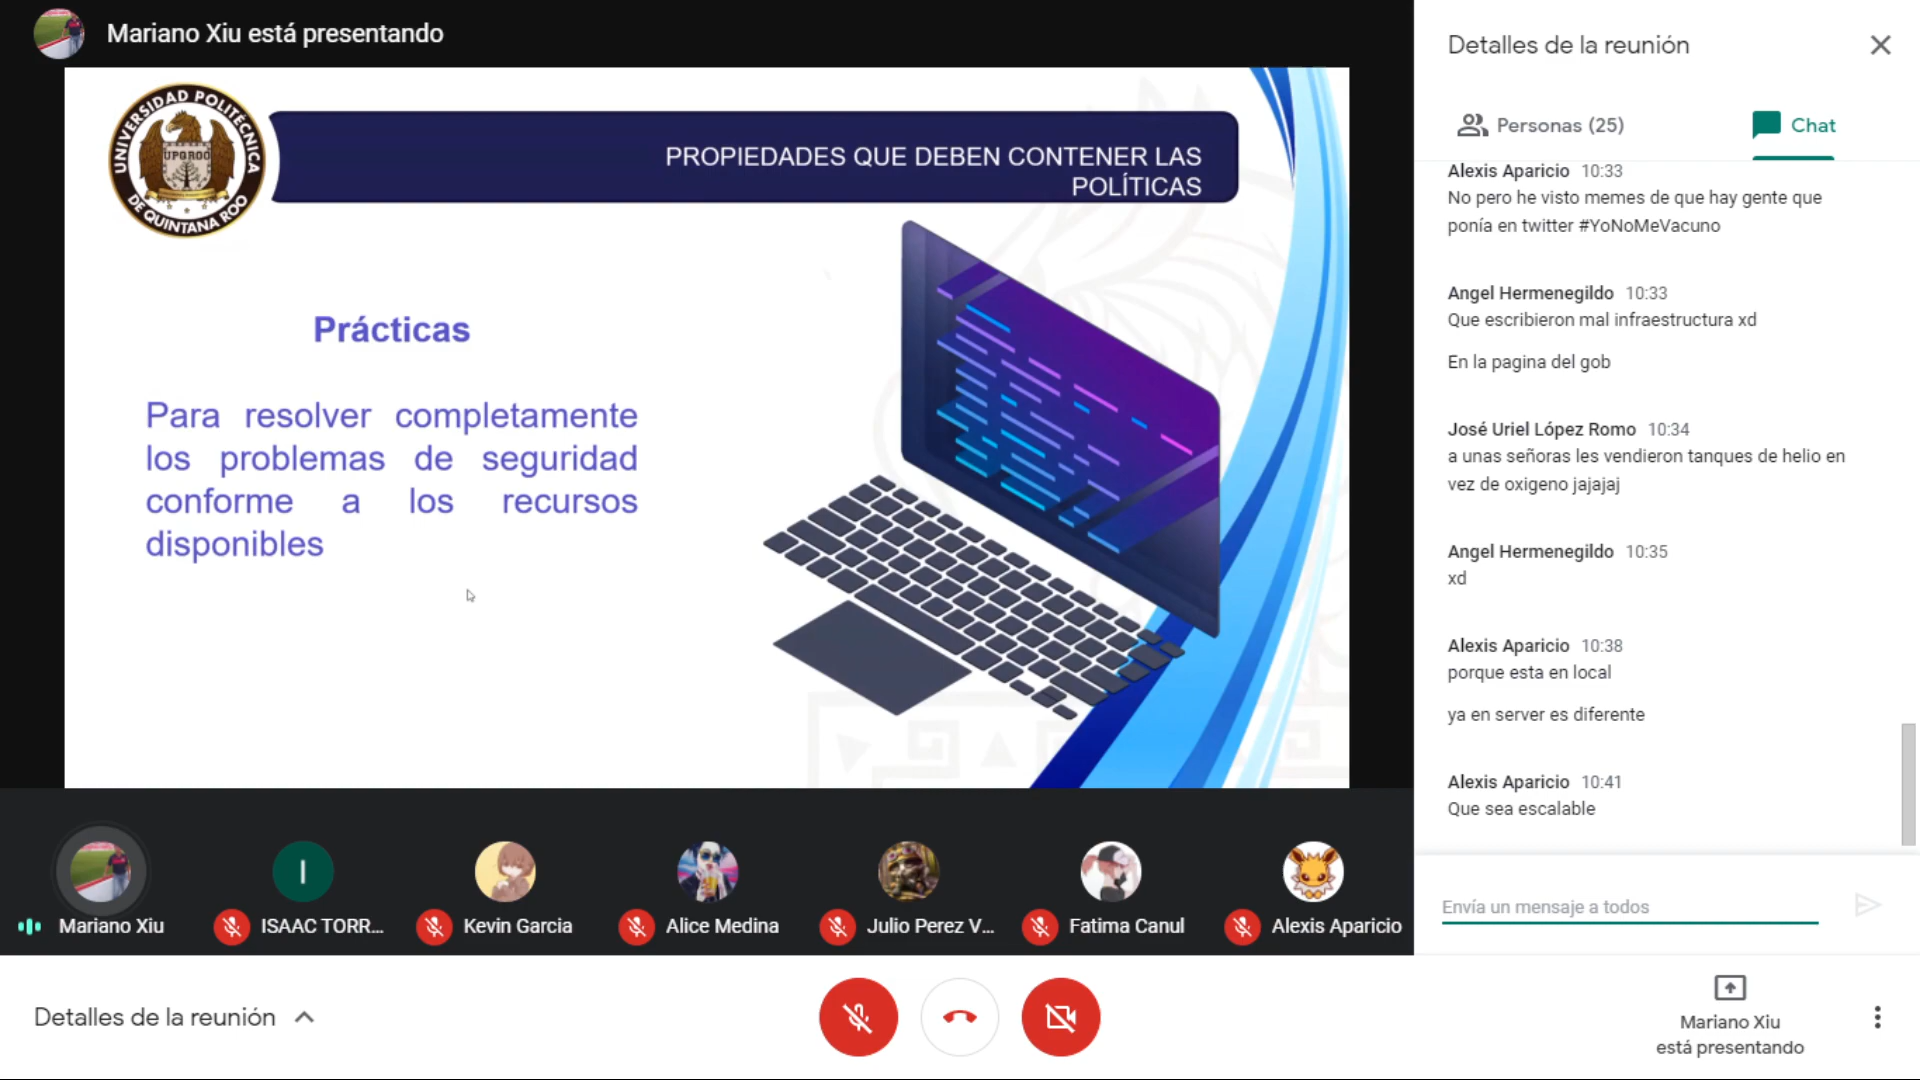 Mariano Xiu está presentando
UNIVERSIDAD POLITÉCNICA
UPQROO
DE QUINTANA ROO
PROPIEDADES QUE DEBEN CONTENER LAS
POLÍTICAS
Prácticas
Para resolver completamente
los problemas de seguridad
conforme a los recursos
disponibles
Mariano Xiu
I
ISAAC TORR...
Kevin Garcia
Alice Medina
Julio Perez V...
Fatima Canul
Alexis Aparicio
Detalles de la reunión
Personas (25)
Chat
Alexis Aparicio 10:33
No pero he visto memes de que hay gente que
ponía en twitter #YoNoMeVacuno
Angel Hermenegildo 10:33
Que escribieron mal infraestructura xd
En la pagina del gob
José Uriel López Romo 10:34
a unas señoras les vendieron tanques de helio en
vez de oxigeno jajajaj
Angel Hermenegildo 10:35
xd
Alexis Aparicio 10:38
porque esta en local
ya en server es diferente
Alexis Aparicio 10:41
Que sea escalable
Envía un mensaje a todos
Detalles de la reunión
Mariano Xiu
está presentando